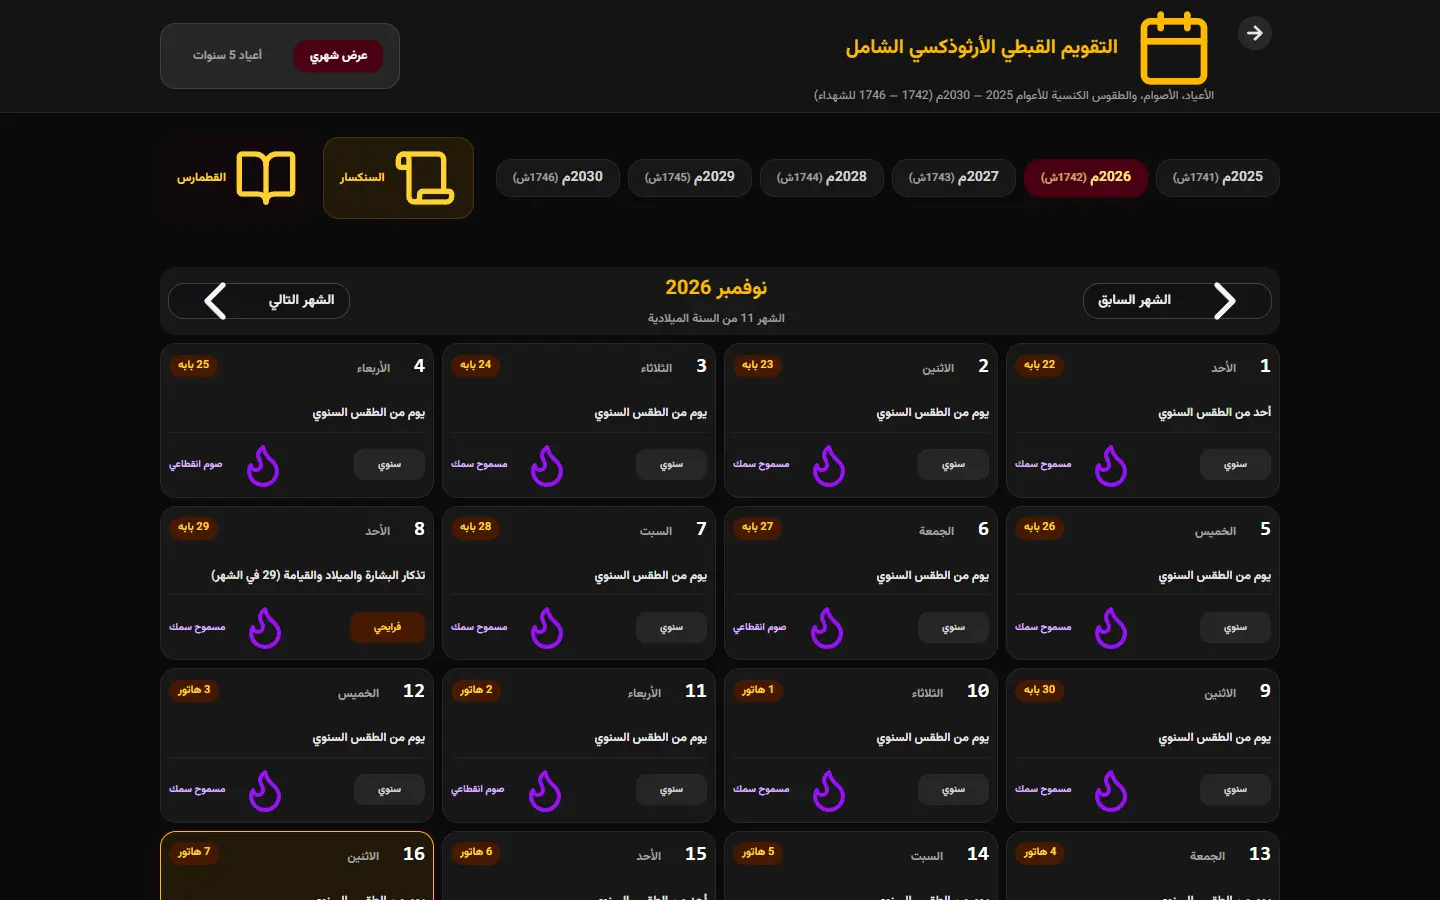 التقويم القبطي الأرثوذكسي الشامل
الأعياد، الأصوام، والطقوس الكنسية للأعوام 2025 – 2030م (1742 – 1746 للشهداء)
عرض شهري
أعياد 5 سنوات
2025م (1741ش)
2026م (1742ش)
2027م (1743ش)
2028م (1744ش)
2029م (1745ش)
2030م (1746ش)
السنكسار
القطمارس
الشهر السابق
نوفمبر 2026
الشهر 11 من السنة الميلادية
الشهر التالي
1 الأحد 22 بابه
أحد من الطقس السنوي
سنوي مسموح سمك
2 الاثنين 23 بابه
يوم من الطقس السنوي
سنوي مسموح سمك
3 الثلاثاء 24 بابه
يوم من الطقس السنوي
سنوي مسموح سمك
4 الأربعاء 25 بابه
يوم من الطقس السنوي
سنوي صوم انقطاعي
5 الخميس 26 بابه
يوم من الطقس السنوي
سنوي مسموح سمك
6 الجمعة 27 بابه
يوم من الطقس السنوي
سنوي صوم انقطاعي
7 السبت 28 بابه
يوم من الطقس السنوي
سنوي مسموح سمك
8 الأحد 29 بابه
تذكار البشارة والميلاد والقيامة (29 في الشهر)
فرايحي مسموح سمك
9 الاثنين 30 بابه
يوم من الطقس السنوي
سنوي مسموح سمك
10 الثلاثاء 1 هاتور
يوم من الطقس السنوي
سنوي مسموح سمك
11 الأربعاء 2 هاتور
يوم من الطقس السنوي
سنوي صوم انقطاعي
12 الخميس 3 هاتور
يوم من الطقس السنوي
سنوي مسموح سمك
13 الجمعة 4 هاتور
14 السبت 5 هاتور
15 الأحد 6 هاتور
16 الاثنين 7 هاتور